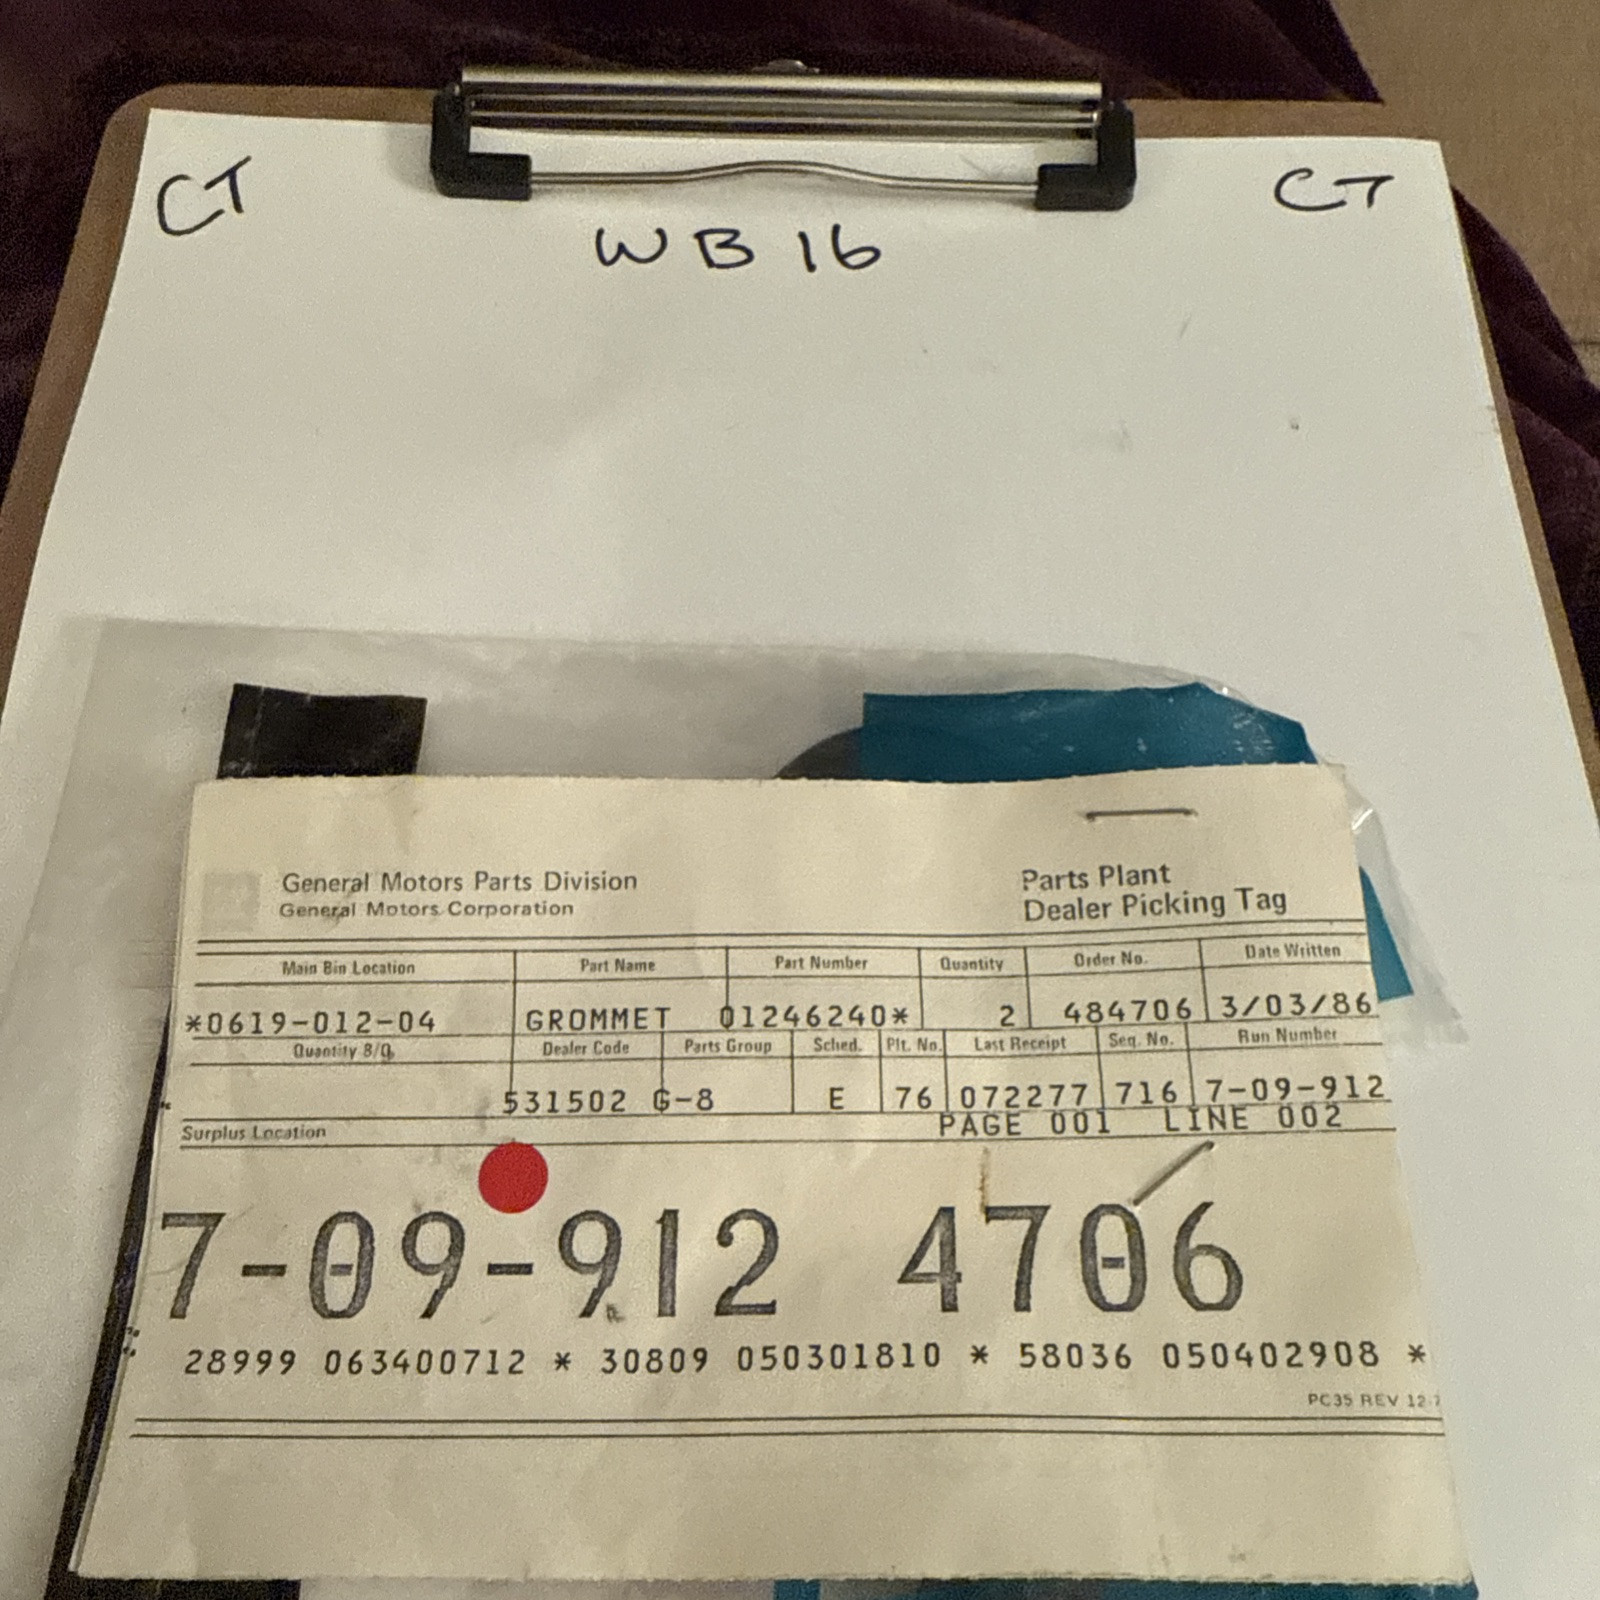 CT CT
WB 16
General Motors Parts Division Parts Plant
General Motors Corporation Dealer Picking Tag
Main Bin Location Part Name Part Number Quantity Order No. Date Written
*0619-012-04 GROMMET 01246240* 2 484706 3/03/86
Quantity B/O Dealer Code Parts Group Sched. Plt. No. Last Receipt Seq. No. Run Number
531502 G-8 E 76 072277 716 7-09-912
Surplus Location PAGE 001 LINE 002
7-09-912 4706
28999 063400712 * 30809 050301810 * 58036 050402908 *
PC35 REV 12